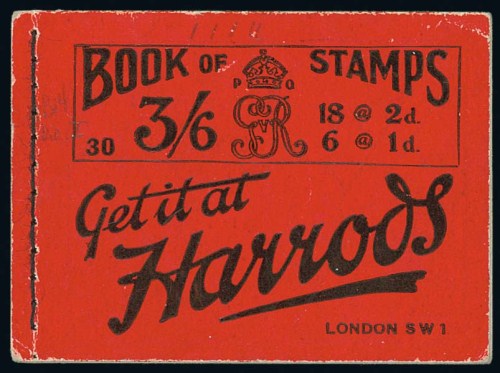 BOOK OF STAMPS
P O
GR
30 3/6 18 @ 2d.
6 @ 1d.
Get it at
Harrods
LONDON SW1